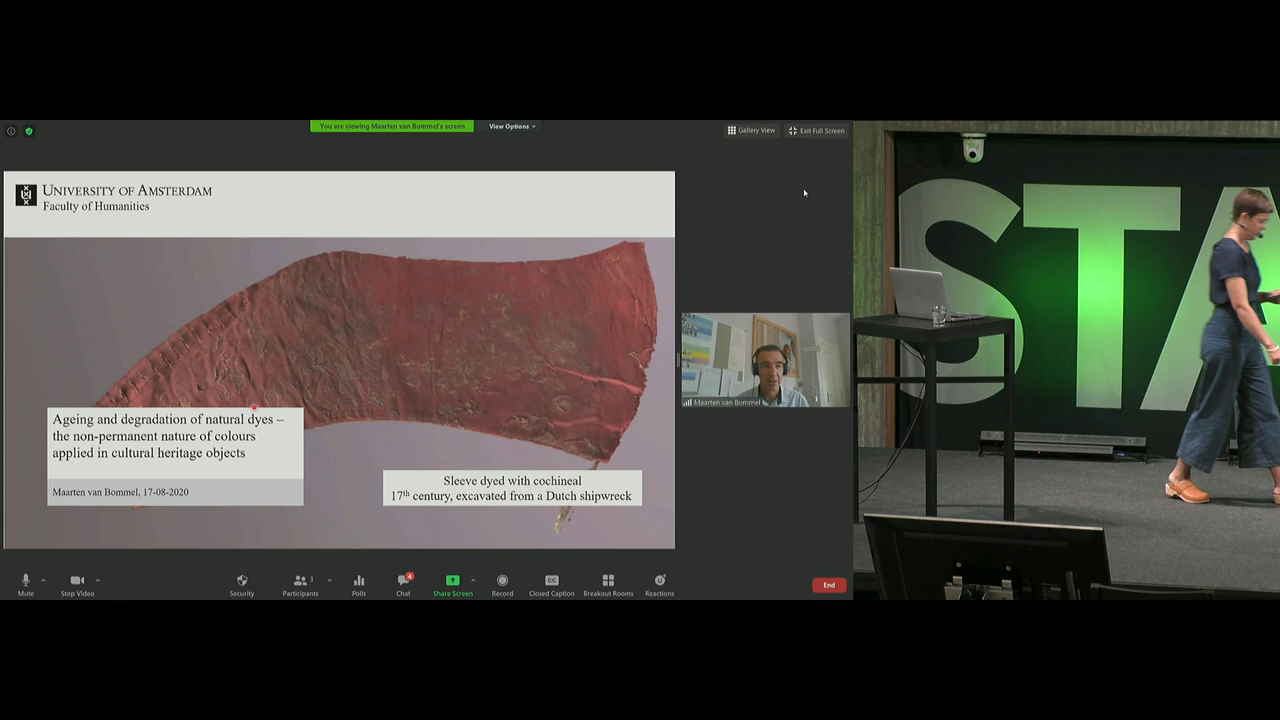 You are viewing Maarten van Bommel's screen
View Options
Gallery View
Exit Full Screen
UNIVERSITY OF AMSTERDAM
Faculty of Humanities
Ageing and degradation of natural dyes –
the non-permanent nature of colours
applied in cultural heritage objects
Maarten van Bommel, 17-08-2020
Sleeve dyed with cochineal
17th century, excavated from a Dutch shipwreck
Maarten van Bommel
STA
3
4
Mute
Stop Video
Security
Participants
Polls
Chat
Share Screen
Record
CC
Closed Caption
Breakout Rooms
Reactions
End